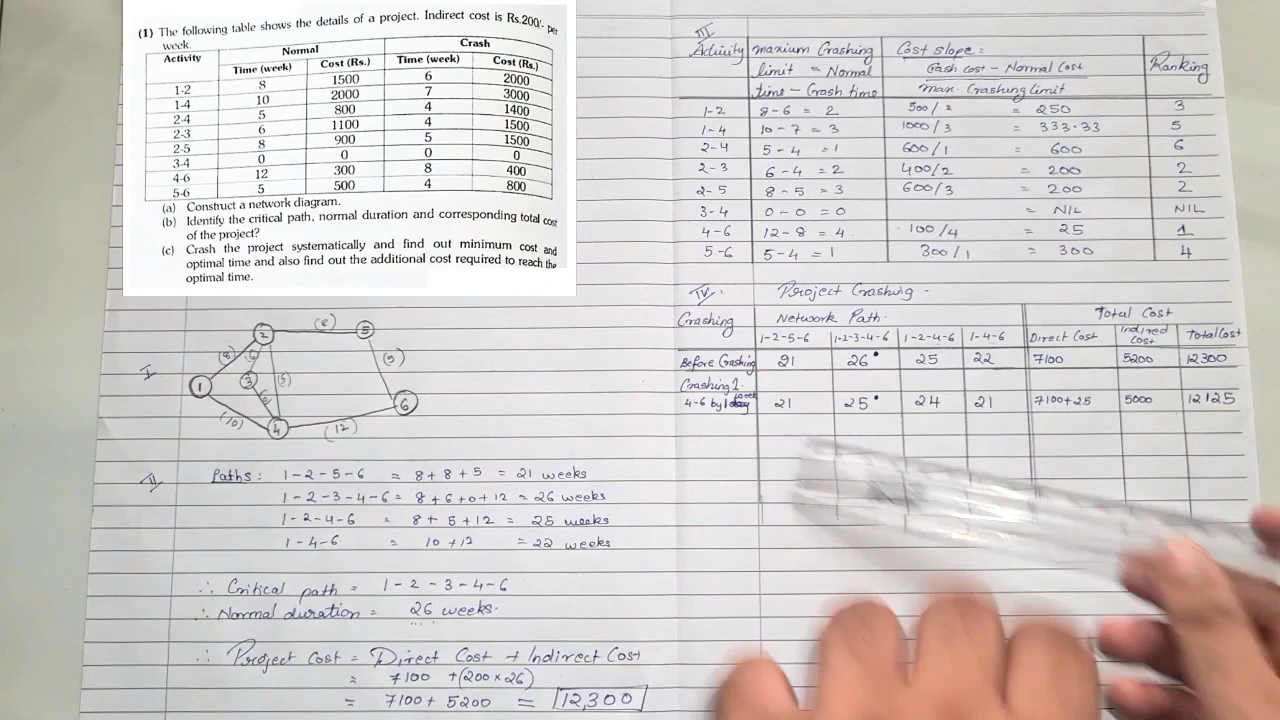 (1) The following table shows the details of a project. Indirect cost is Rs.200/. per
week.
Activity Normal Crash
Time (week) Cost (Rs.) Time (week) Cost (Rs.)
1-2 8 1500 6 2000
1-4 10 2000 7 3000
2-4 5 800 4 1400
2-3 6 1100 4 1500
2-5 8 900 5 1500
3-4 0 0 0 0
4-6 12 300 8 400
5-6 5 500 4 800
(a) Construct a network diagram.
(b) Identify the critical path, normal duration and corresponding total cost
of the project?
(c) Crash the project systematically and find out minimum cost and
optimal time and also find out the additional cost required to reach the
optimal time.
I
1 2 3 4 5 6
(8) (8) (6) (5) (5) (0) (10) (12)
II Paths: 1-2-5-6 = 8+8+5 = 21 weeks
1-2-3-4-6 = 8+6+0+12 = 26 weeks
1-2-4-6 = 8+5+12 = 25 weeks
1-4-6 = 10+12 = 22 weeks
∴ Critical path = 1-2-3-4-6
∴ Normal duration = 26 weeks.
∴ Project Cost = Direct Cost + Indirect Cost
= 7100 + (200×26)
= 7100 + 5200 = 12,300
III
Activity maxium Crashing Cost slope = Ranking
limit = Normal Cash cost - Normal Cost
time - Crash time max. Crashing limit
1-2 8-6 = 2 500/2 = 250 3
1-4 10-7 = 3 1000/3 = 333.33 5
2-4 5-4 = 1 600/1 = 600 6
2-3 6-4 = 2 400/2 = 200 2
2-5 8-5 = 3 600/3 = 200 2
3-4 0-0 = 0 = NIL NIL
4-6 12-8 = 4 100/4 = 25 1
5-6 5-4 = 1 300/1 = 300 4
IV. Project Crashing.
Crashing Network Path. Total Cost
1-2-5-6 1-2-3-4-6 1-2-4-6 1-4-6 Direct Cost Indired Cost Total Cost
Before Crashing 21 26 25 22 7100 5200 12300
Crashing 1.
4-6 by 1 week 21 25 24 21 7100+25 5000 12125